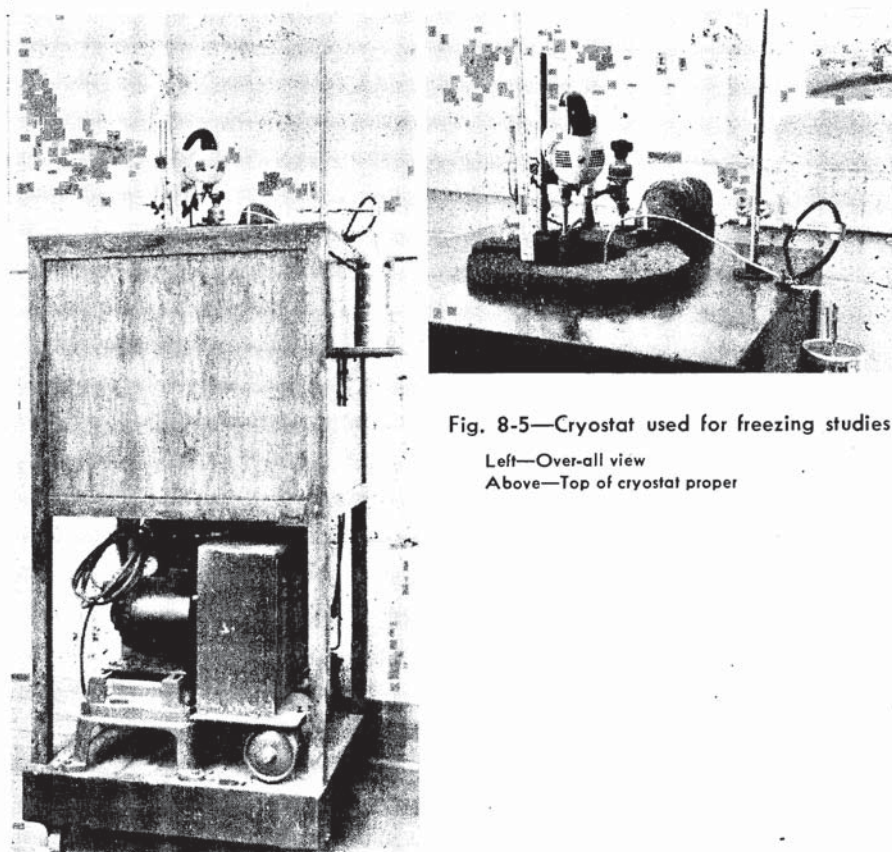 Fig. 8-5—Cryostat used for freezing studies
Left—Over-all view
Above—Top of cryostat proper